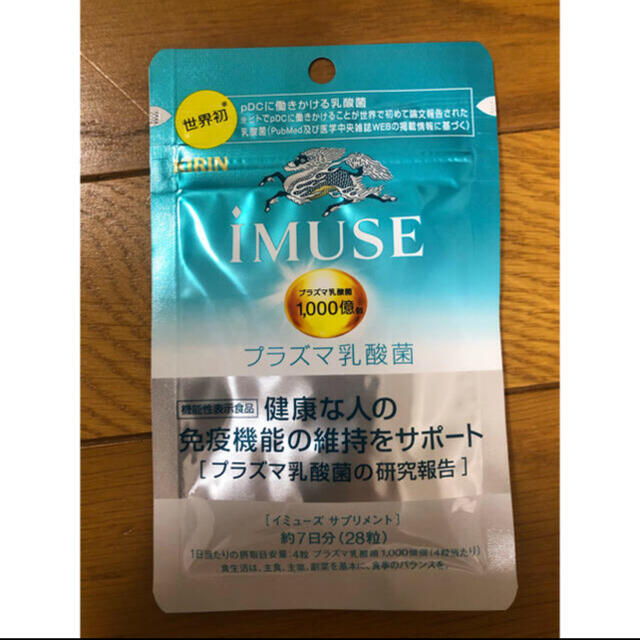 世界初※
pDCに働きかける乳酸菌
※ヒトでpDCに働きかけることが世界で初めて論文報告された
乳酸菌(PubMed及び医学中央雑誌WEBの掲載情報に基づく)
KIRIN
iMUSE
プラズマ乳酸菌
1,000億個
プラズマ乳酸菌
機能性表示食品
健康な人の
免疫機能の維持をサポート
[プラズマ乳酸菌の研究報告]
[イミューズ サプリメント]
約7日分(28粒)
1日当たりの摂取目安量:4粒 プラズマ乳酸菌1,000億個(4粒当たり)
食生活は、主食、主菜、副菜を基本に、食事のバランスを。